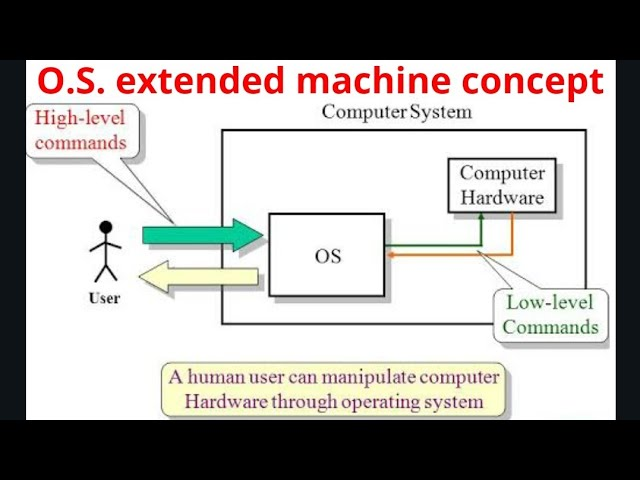 O.S. extended machine concept
Computer System
High-level
commands
Computer
Hardware
OS
User
Low-level
Commands
A human user can manipulate computer
Hardware through operating system